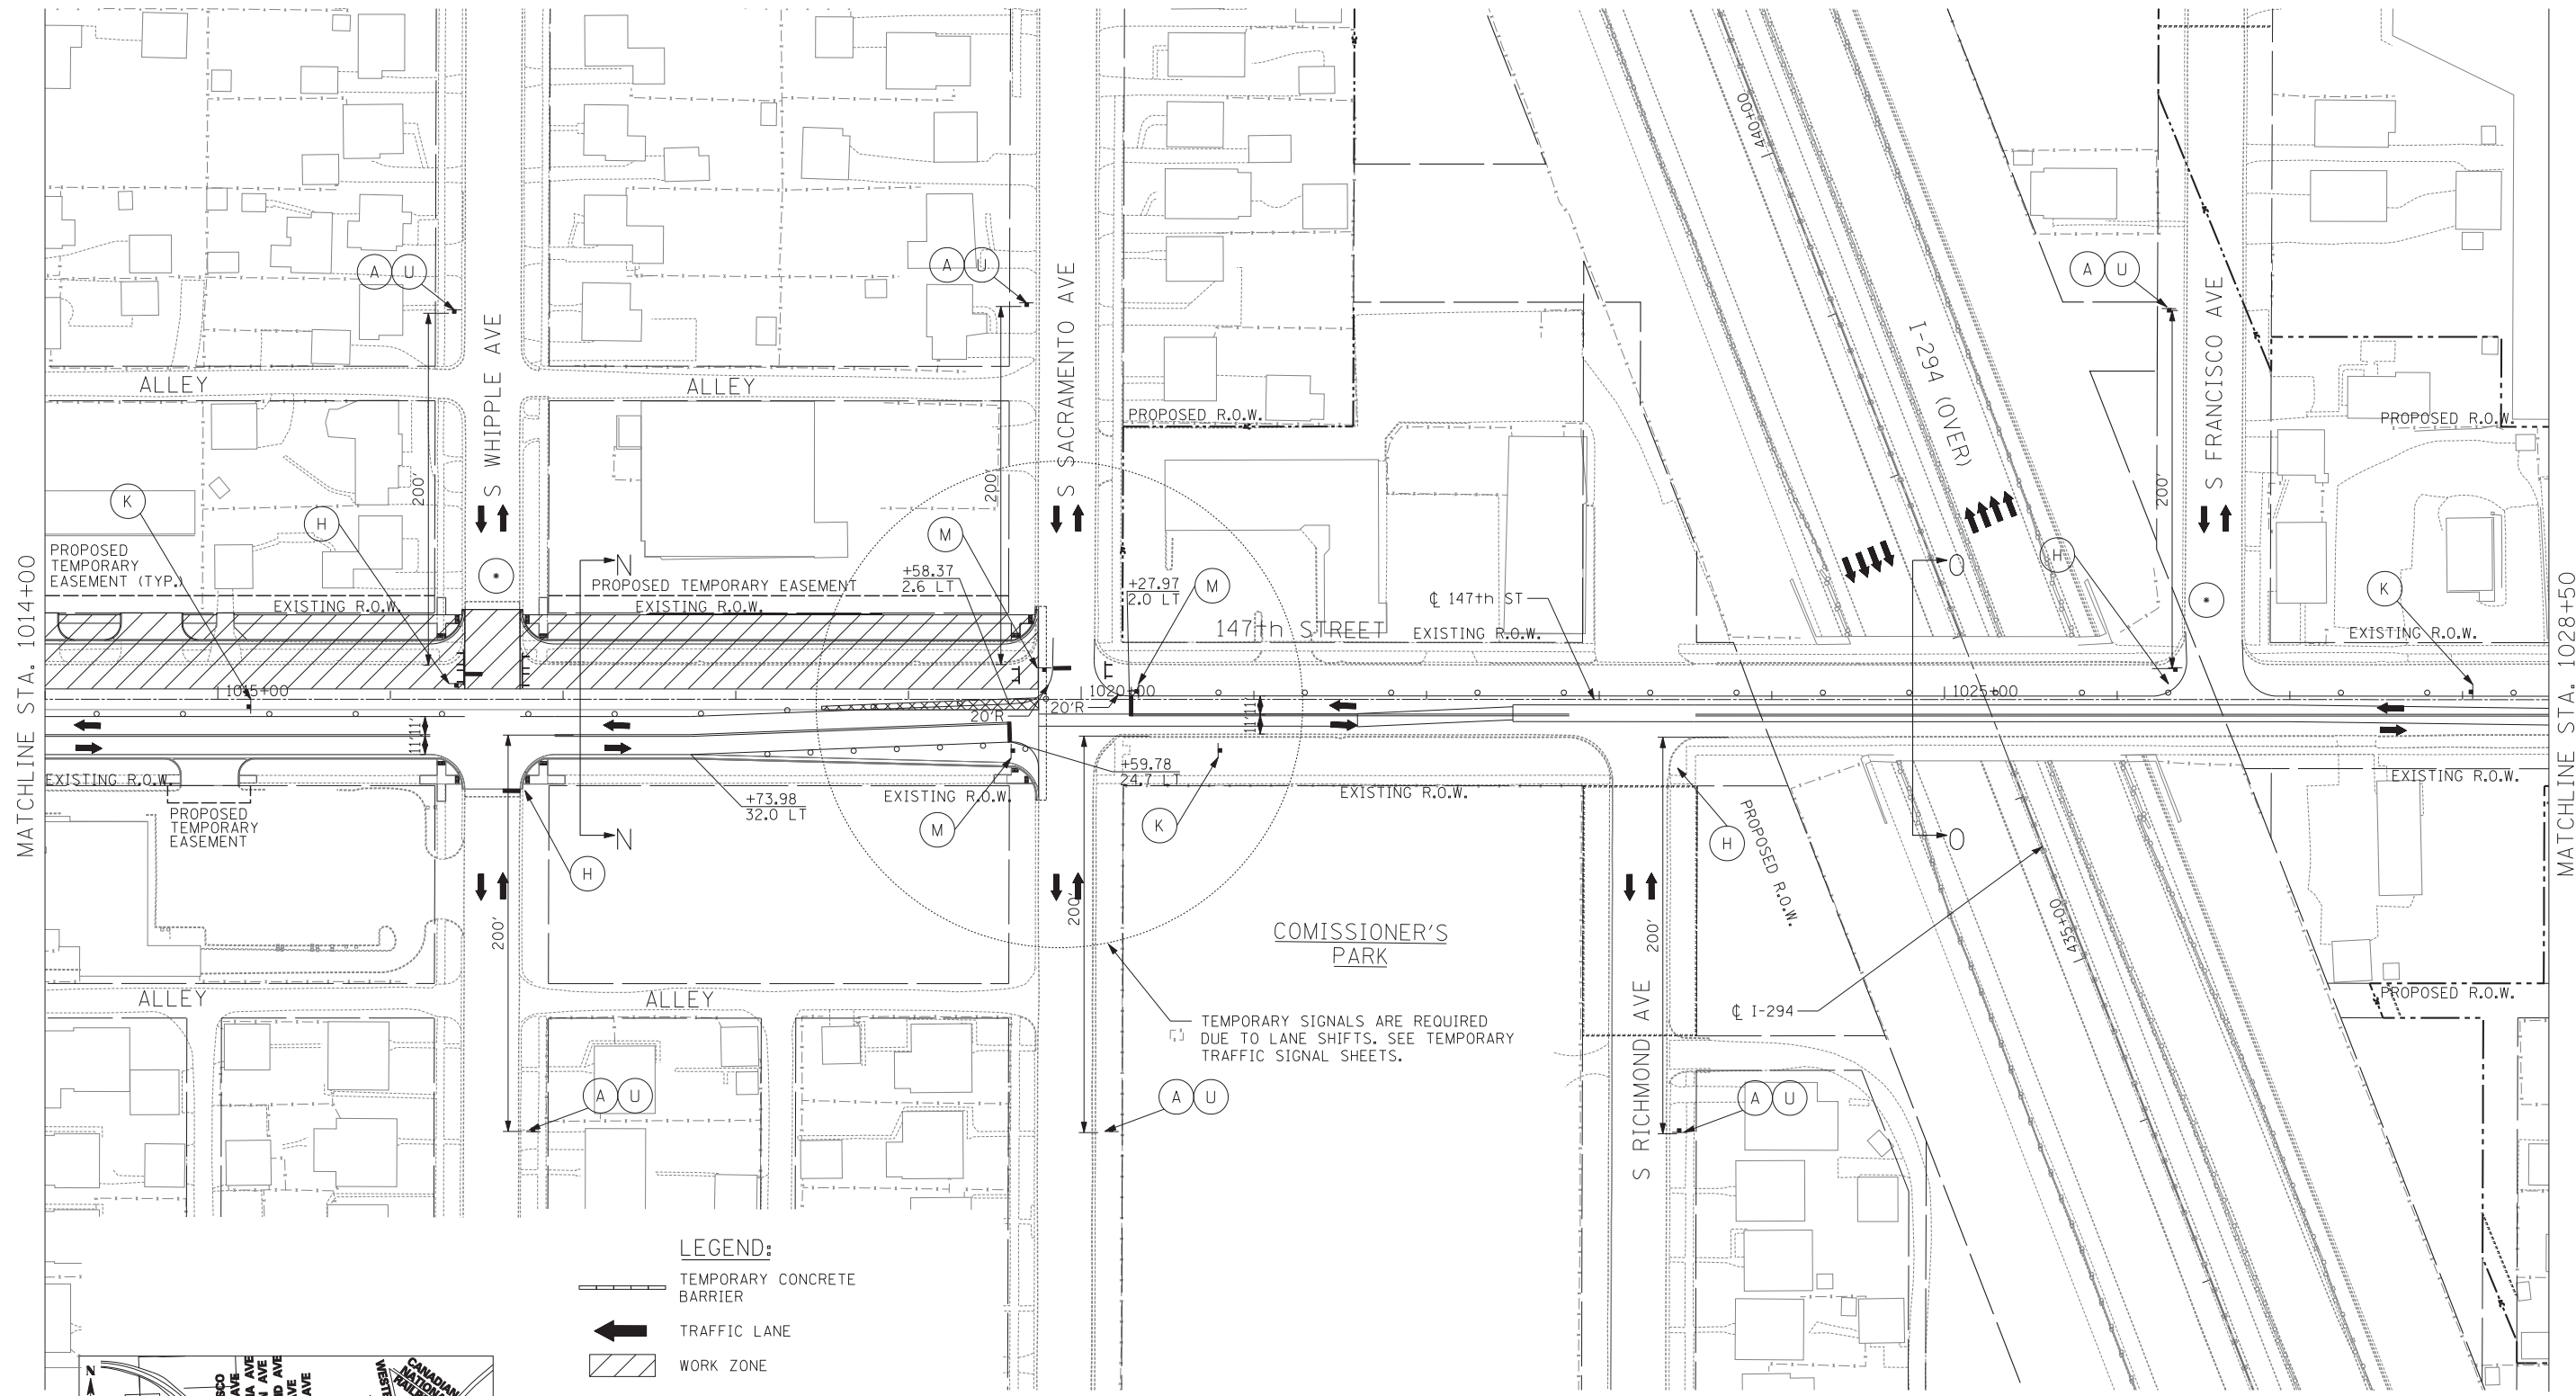 MATCHLINE STA. 1014+00
MATCHLINE STA. 1028+50
A U
A U
A U
S WHIPPLE AVE
S SACRAMENTO AVE
S FRANCISCO AVE
I-294 (OVER)
1440+00
ALLEY
ALLEY
200'
200'
200'
PROPOSED R.O.W.
PROPOSED R.O.W.
K
H
M
M
H
K
*
*
PROPOSED
TEMPORARY
EASEMENT (TYP.)
EXISTING R.O.W.
N
PROPOSED TEMPORARY EASEMENT
EXISTING R.O.W.
+58.37
2.6 LT
+27.97
2.0 LT
℄ 147th ST
147th STREET
EXISTING R.O.W.
O
EXISTING R.O.W.
1015+00
20'R
20'R
1020+00
1025+00
11' 11'
11' 11'
EXISTING R.O.W.
PROPOSED
TEMPORARY
EASEMENT
+73.98
32.0 LT
EXISTING R.O.W.
+59.78
24.7 LT
EXISTING R.O.W.
EXISTING R.O.W.
N
H
M
K
H
O
PROPOSED R.O.W.
200'
200'
200'
COMISSIONER'S
PARK
1435+00
S RICHMOND AVE
℄ I-294
PROPOSED R.O.W.
ALLEY
ALLEY
TEMPORARY SIGNALS ARE REQUIRED
DUE TO LANE SHIFTS. SEE TEMPORARY
TRAFFIC SIGNAL SHEETS.
A U
A U
A U
LEGEND:
TEMPORARY CONCRETE
BARRIER
TRAFFIC LANE
WORK ZONE
N
CANADIAN